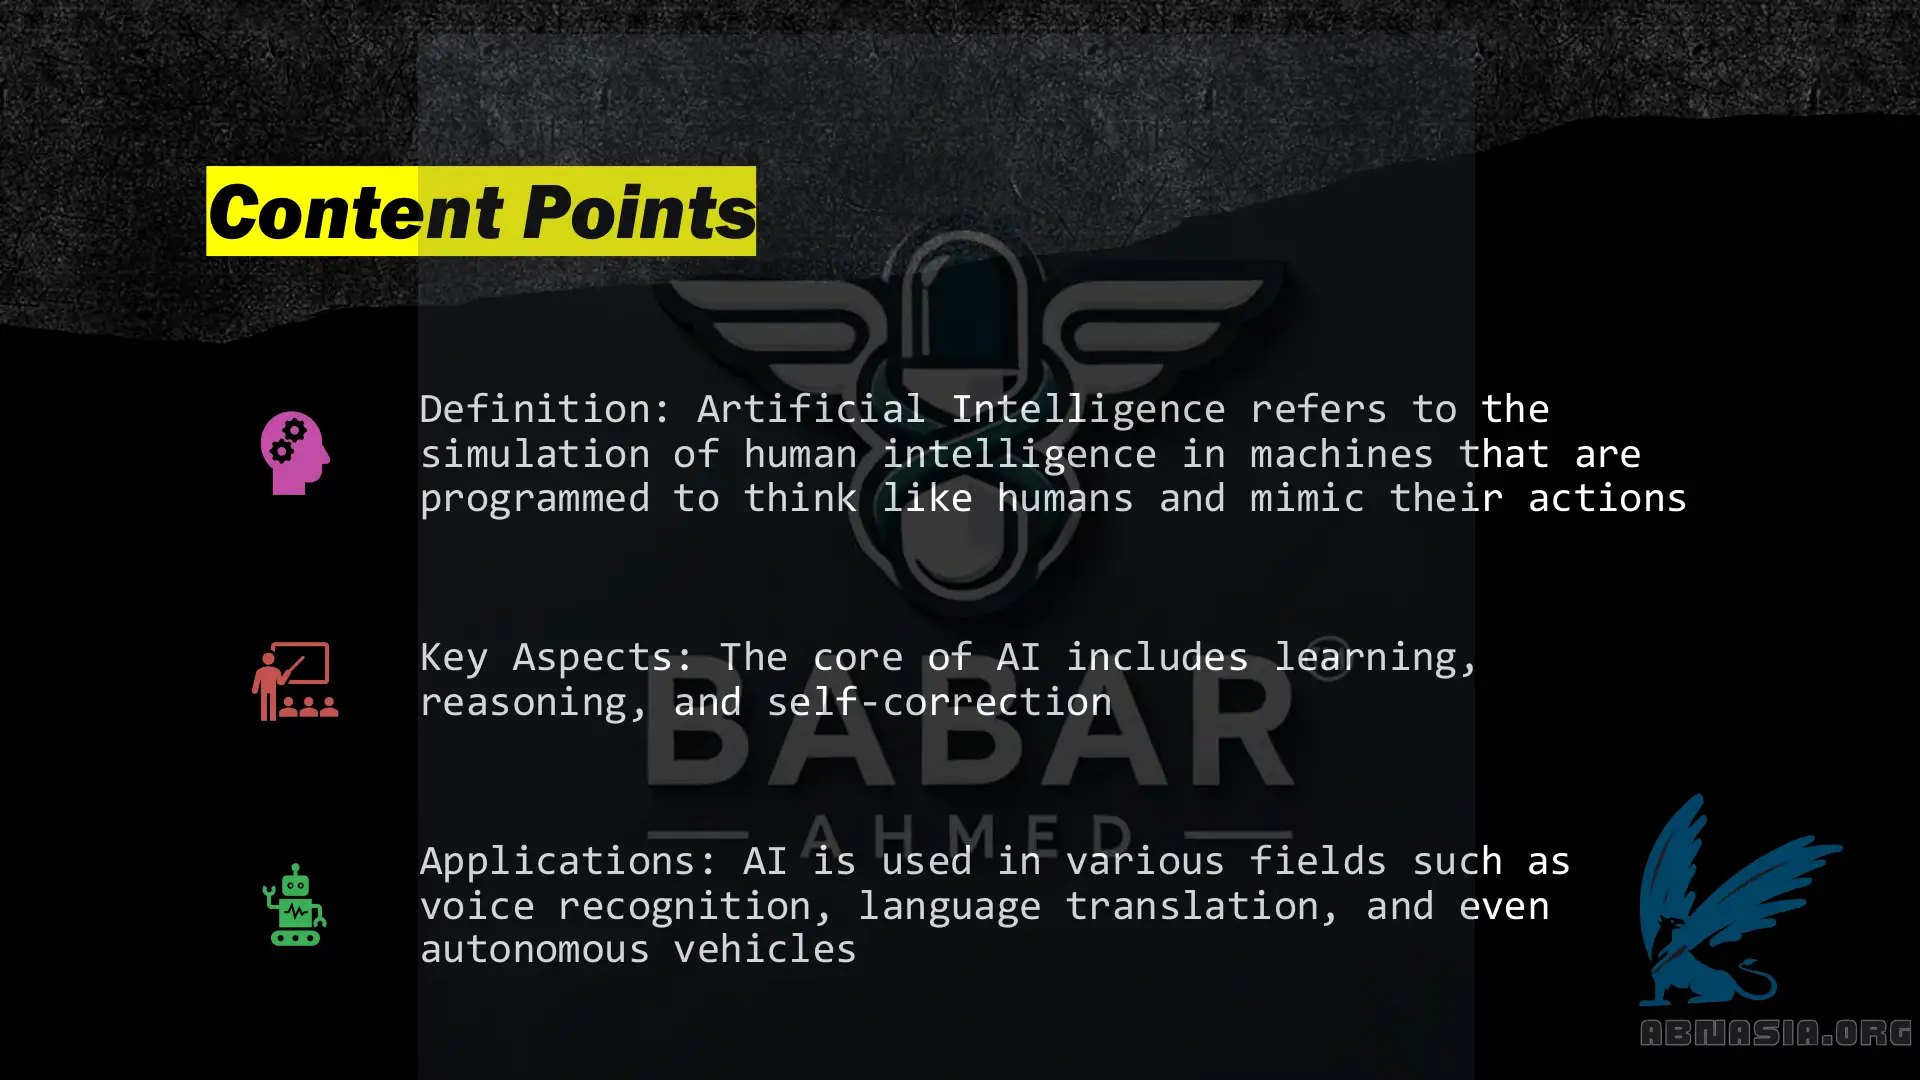 Content Points
Definition: Artificial Intelligence refers to the
simulation of human intelligence in machines that are
programmed to think like humans and mimic their actions
Key Aspects: The core of AI includes learning,
reasoning, and self-correction
BABAR
AHMED
Applications: AI is used in various fields such as
voice recognition, language translation, and even
autonomous vehicles
ABNASIA.ORG